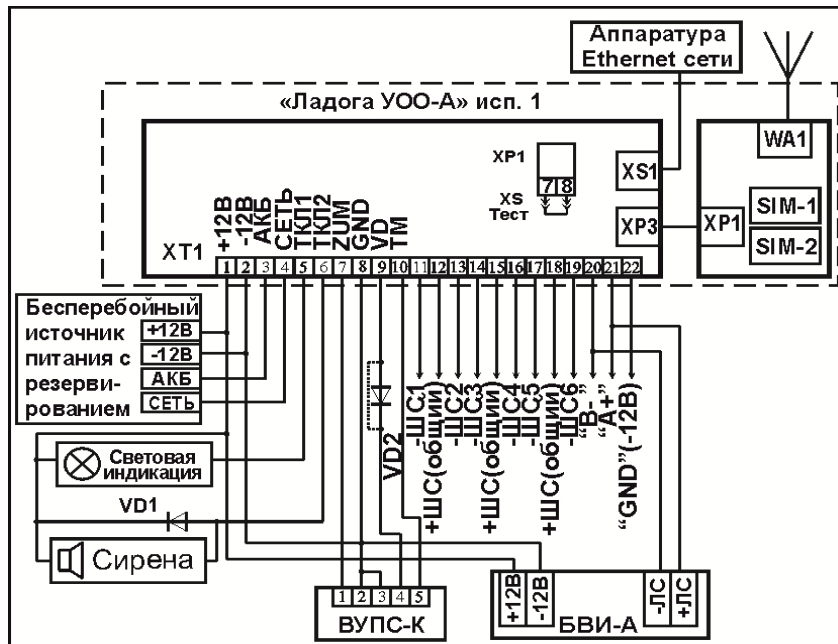 Аппаратура
Ethernet сети
«Ладога УОО-А» исп. 1
WA1
XP1
7 8
XS
Тест
XS1
XP3
XP1
SIM-1
SIM-2
XT1
+12В
-12В
АКБ
СЕТЬ
ТКЛ1
ТКЛ2
ZUM
GND
VD
TM
1 2 3 4 5 6 7 8 9 10 11 12 13 14 15 16 17 18 19 20 21 22
Бесперебойный
источник
питания с
резерви-
рованием
+12В
-12В
АКБ
СЕТЬ
Световая
индикация
VD1
Сирена
VD2
-ШС1
+ШС(общий)
-ШС2
-ШС3
+ШС(общий)
-ШС4
-ШС5
+ШС(общий)
-ШС6
"В-"
"А+"
"GND"(-12В)
1 2 3 4 5
ВУПС-К
+12В
-12В
-ЛС
+ЛС
БВИ-А